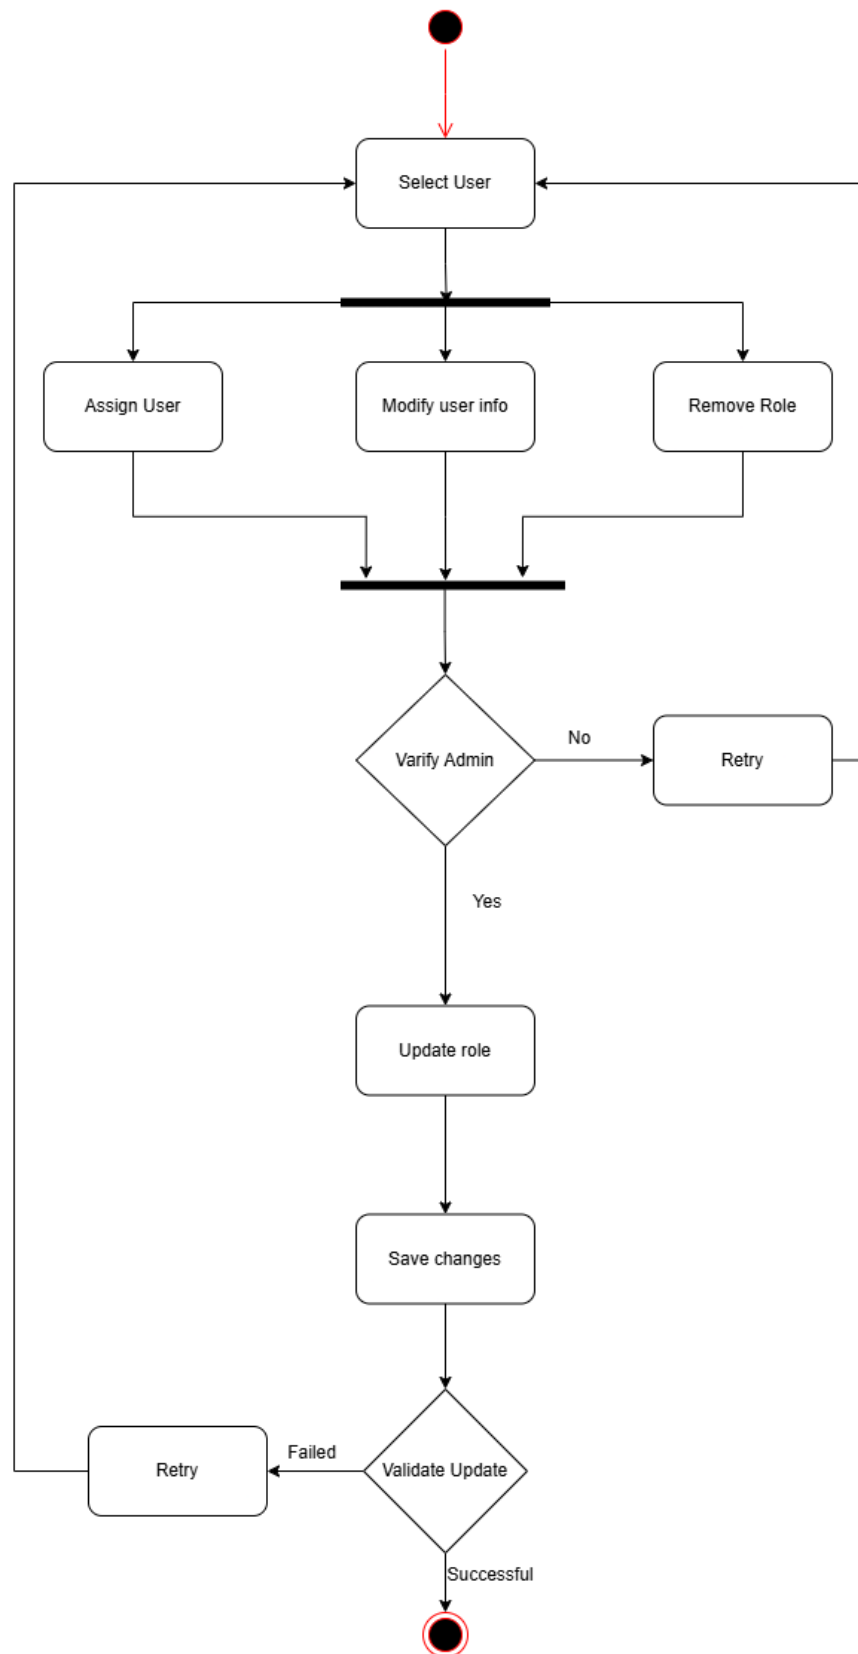 Select User
Assign User
Modify user info
Remove Role
Varify Admin
No
Retry
Yes
Update role
Save changes
Validate Update
Failed
Retry
Successful